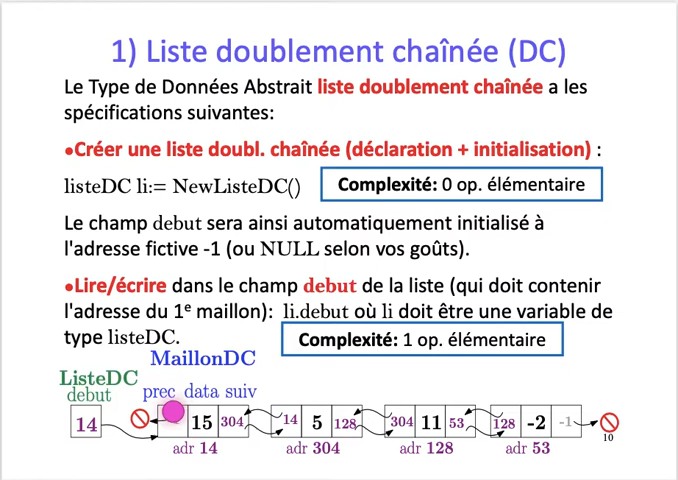 1) Liste doublement chaînée (DC)
Le Type de Données Abstrait liste doublement chaînée a les
spécifications suivantes:
•Créer une liste doubl. chaînée (déclaration + initialisation) :
listeDC li:= NewListeDC()
Complexité: 0 op. élémentaire
Le champ debut sera ainsi automatiquement initialisé à
l'adresse fictive -1 (ou NULL selon vos goûts).
•Lire/écrire dans le champ debut de la liste (qui doit contenir
l'adresse du 1e maillon): li.debut où li doit être une variable de
type listeDC.
Complexité: 1 op. élémentaire
MaillonDC
ListeDC
debut
prec data suiv
14
15 304
14 5 128
304 11 53
128 -2 -1
adr 14
adr 304
adr 128
adr 53
10